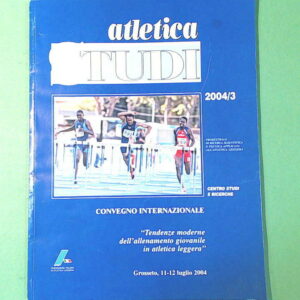 atletica
TUDI
2004/3
CENTRO STUDI
E RICERCHE
CONVEGNO INTERNAZIONALE
"Tendenze moderne
dell'allenamento giovanile
in atletica leggera"
Grosseto, 11-12 luglio 2004